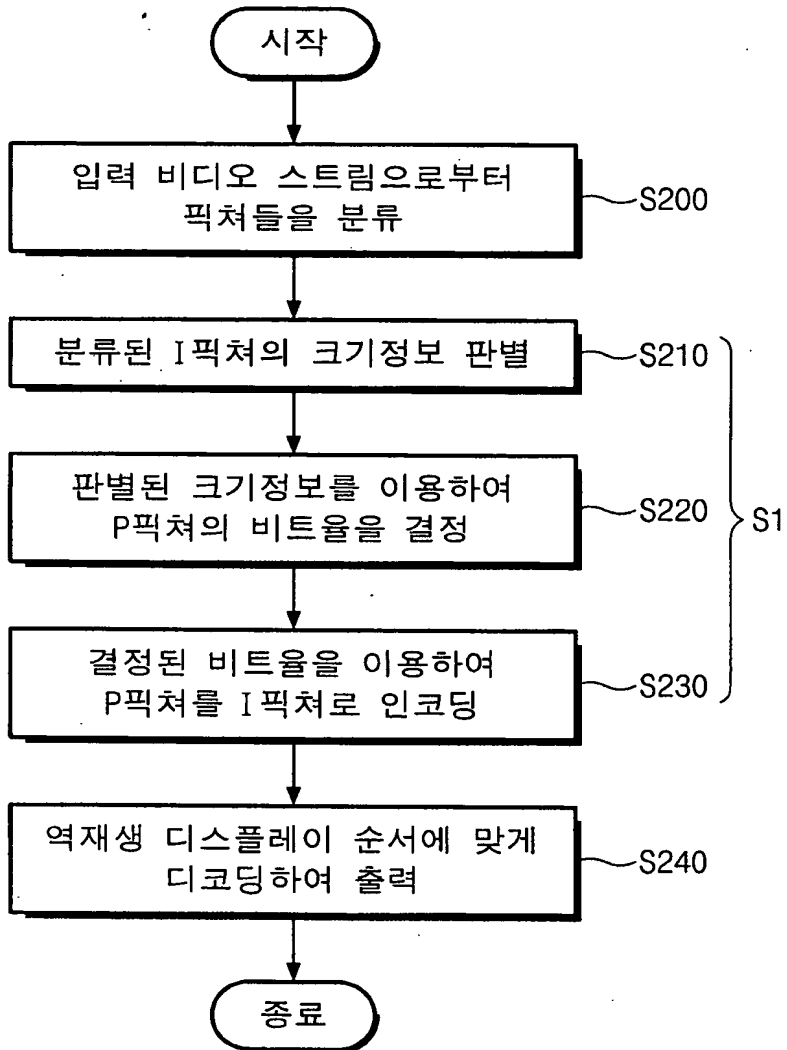 시작
입력 비디오 스트림으로부터
픽쳐들을 분류
S200
분류된 I픽쳐의 크기정보 판별
S210
판별된 크기정보를 이용하여
P픽쳐의 비트율을 결정
S220
S1
결정된 비트율을 이용하여
P픽쳐를 I픽쳐로 인코딩
S230
역재생 디스플레이 순서에 맞게
디코딩하여 출력
S240
종료